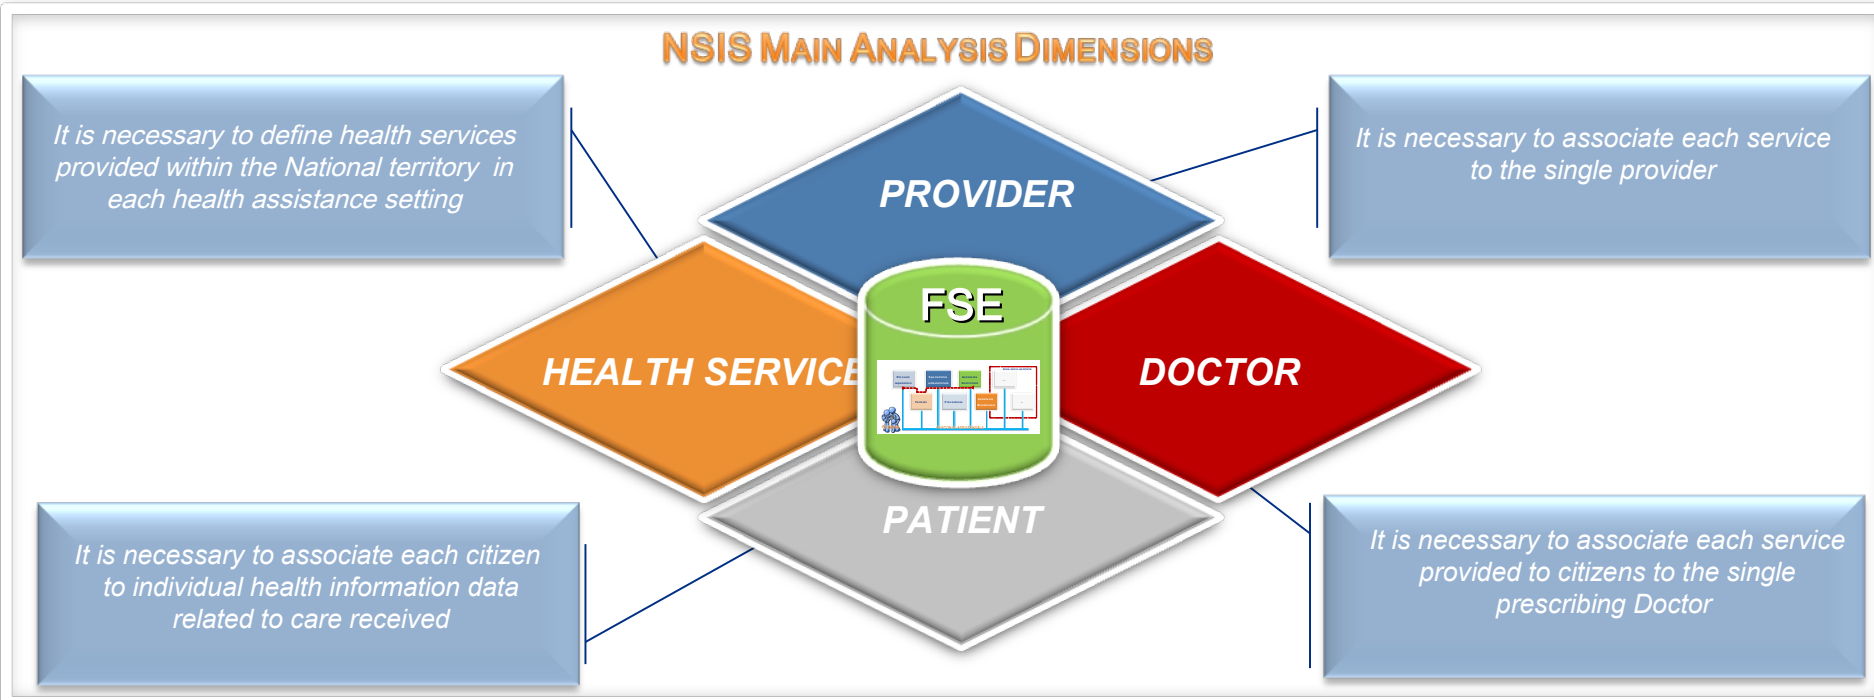 NSIS MAIN ANALYSIS DIMENSIONS
It is necessary to define health services
provided within the National territory in
each health assistance setting
It is necessary to associate each service
to the single provider
PROVIDER
FSE
HEALTH SERVICE
DOCTOR
PATIENT
It is necessary to associate each citizen
to individual health information data
related to care received
It is necessary to associate each service
provided to citizens to the single
prescribing Doctor